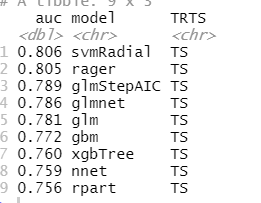 # A tibble: 9 x 3
auc model TRTS
<dbl> <chr> <chr>
1 0.806 svmRadial TS
2 0.805 rager TS
3 0.789 glmStepAIC TS
4 0.786 glmnet TS
5 0.781 glm TS
6 0.772 gbm TS
7 0.760 xgbTree TS
8 0.759 nnet TS
9 0.756 rpart TS